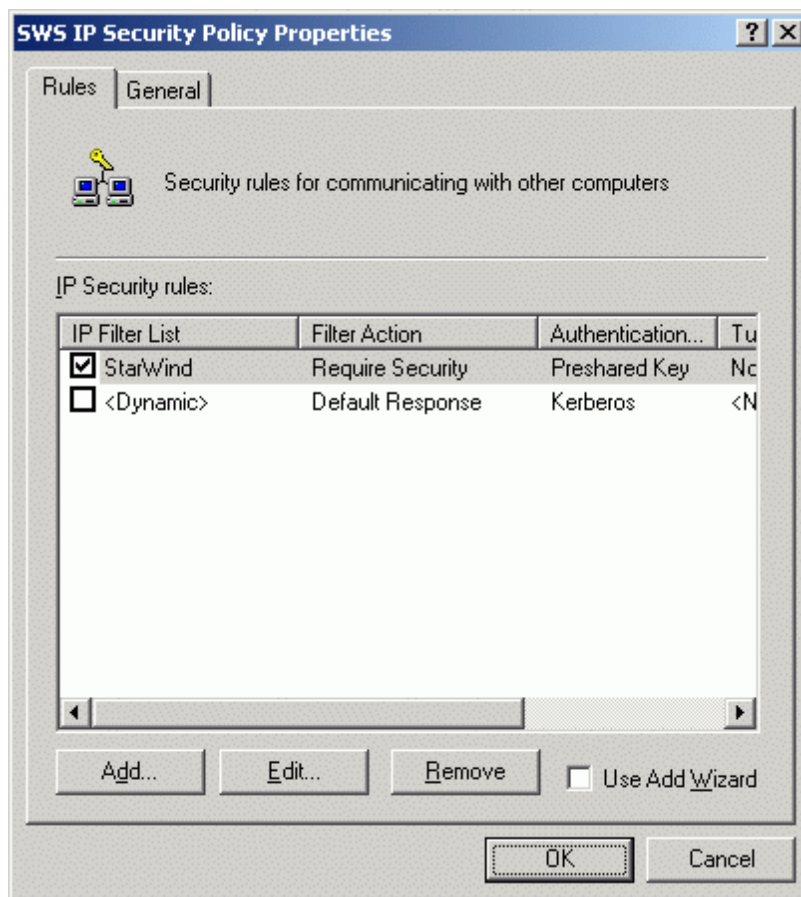 SWS IP Security Policy Properties
Rules General
Security rules for communicating with other computers
IP Security rules:
IP Filter List Filter Action Authentication... Tu
StarWind Require Security Preshared Key No
<Dynamic> Default Response Kerberos <N
Add... Edit... Remove Use Add Wizard
OK Cancel